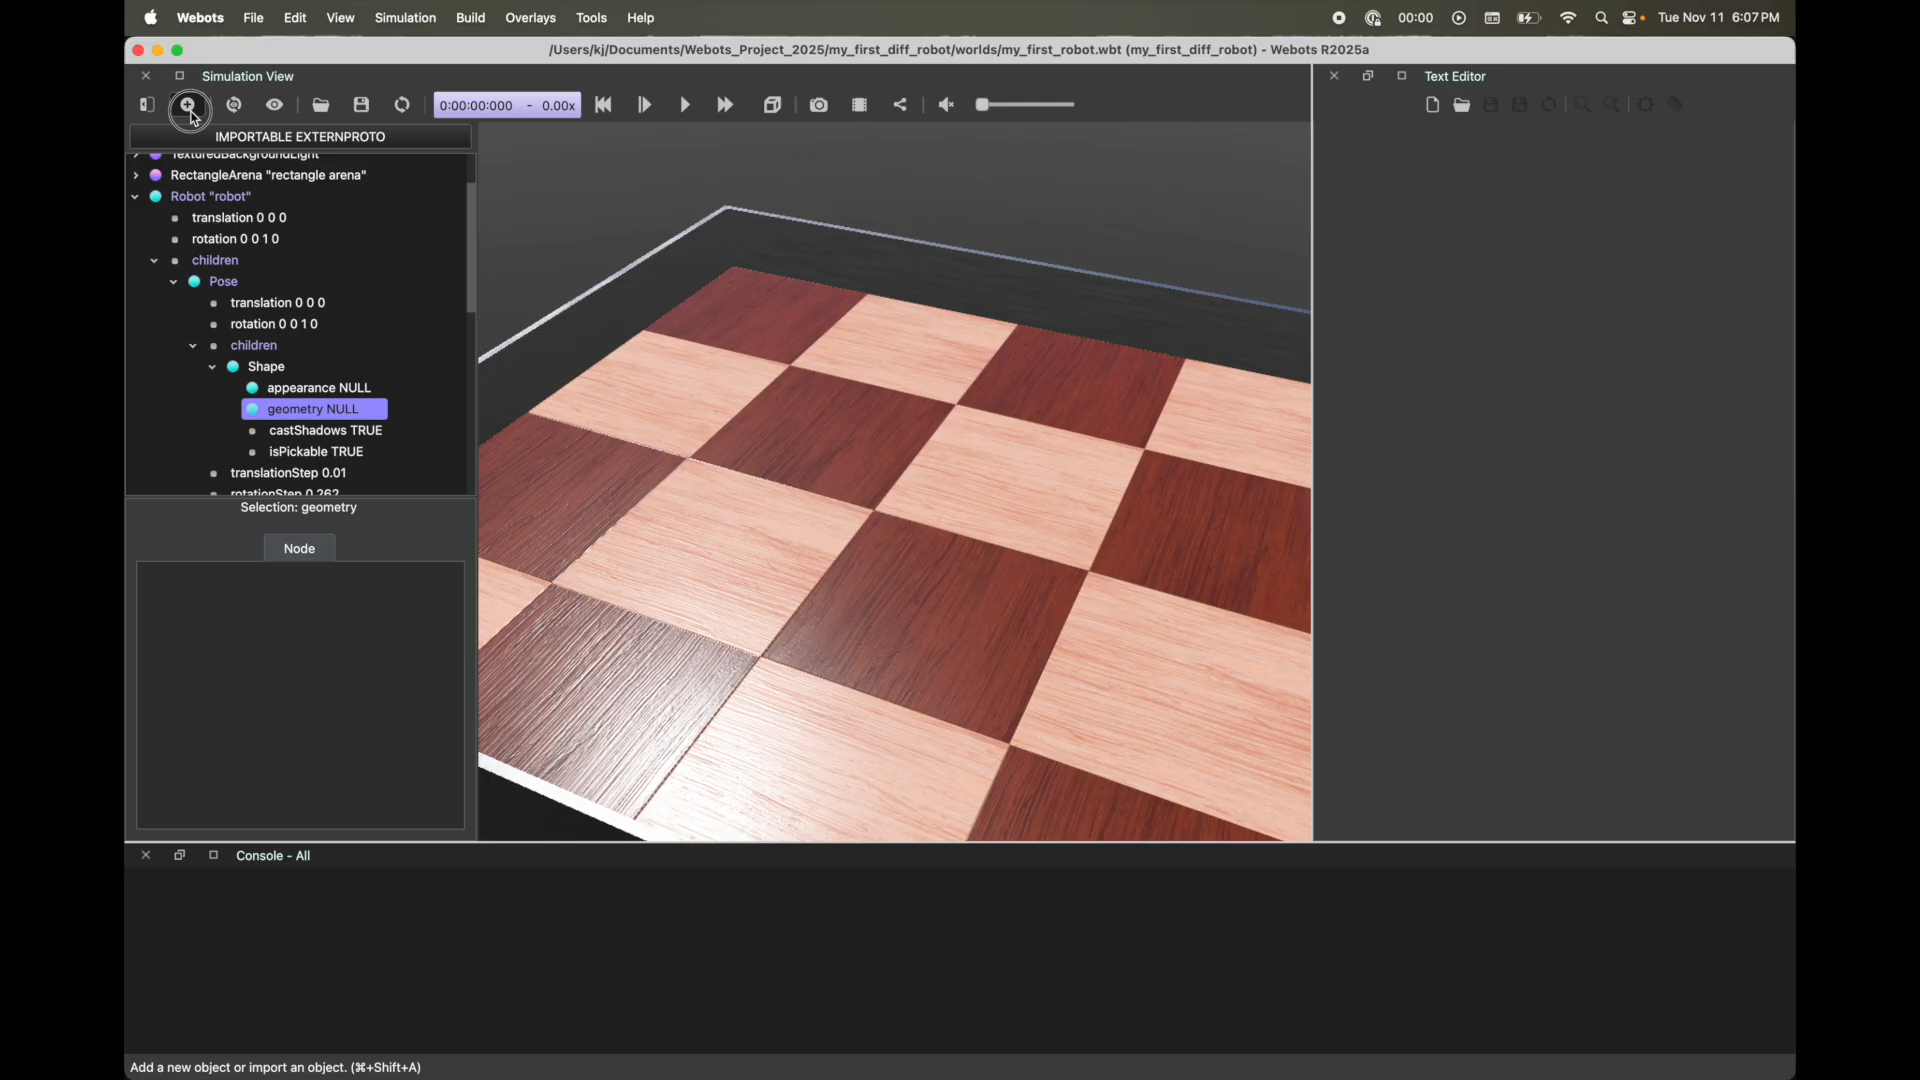 Webots File Edit View Simulation Build Overlays Tools Help 00:00 Tue Nov 11 6:07 PM
/Users/kj/Documents/Webots_Project_2025/my_first_diff_robot/worlds/my_first_robot.wbt (my_first_diff_robot) - Webots R2025a
Simulation View
Text Editor
0:00:00:000 - 0.00x
IMPORTABLE EXTERNPROTO
TexturedBackgroundLight
RectangleArena "rectangle arena"
Robot "robot"
translation 0 0 0
rotation 0 0 1 0
children
Pose
translation 0 0 0
rotation 0 0 1 0
children
Shape
appearance NULL
geometry NULL
castShadows TRUE
isPickable TRUE
translationStep 0.01
rotationStep 0.262
Selection: geometry
Node
Console - All
Add a new object or import an object. (⌘+Shift+A)